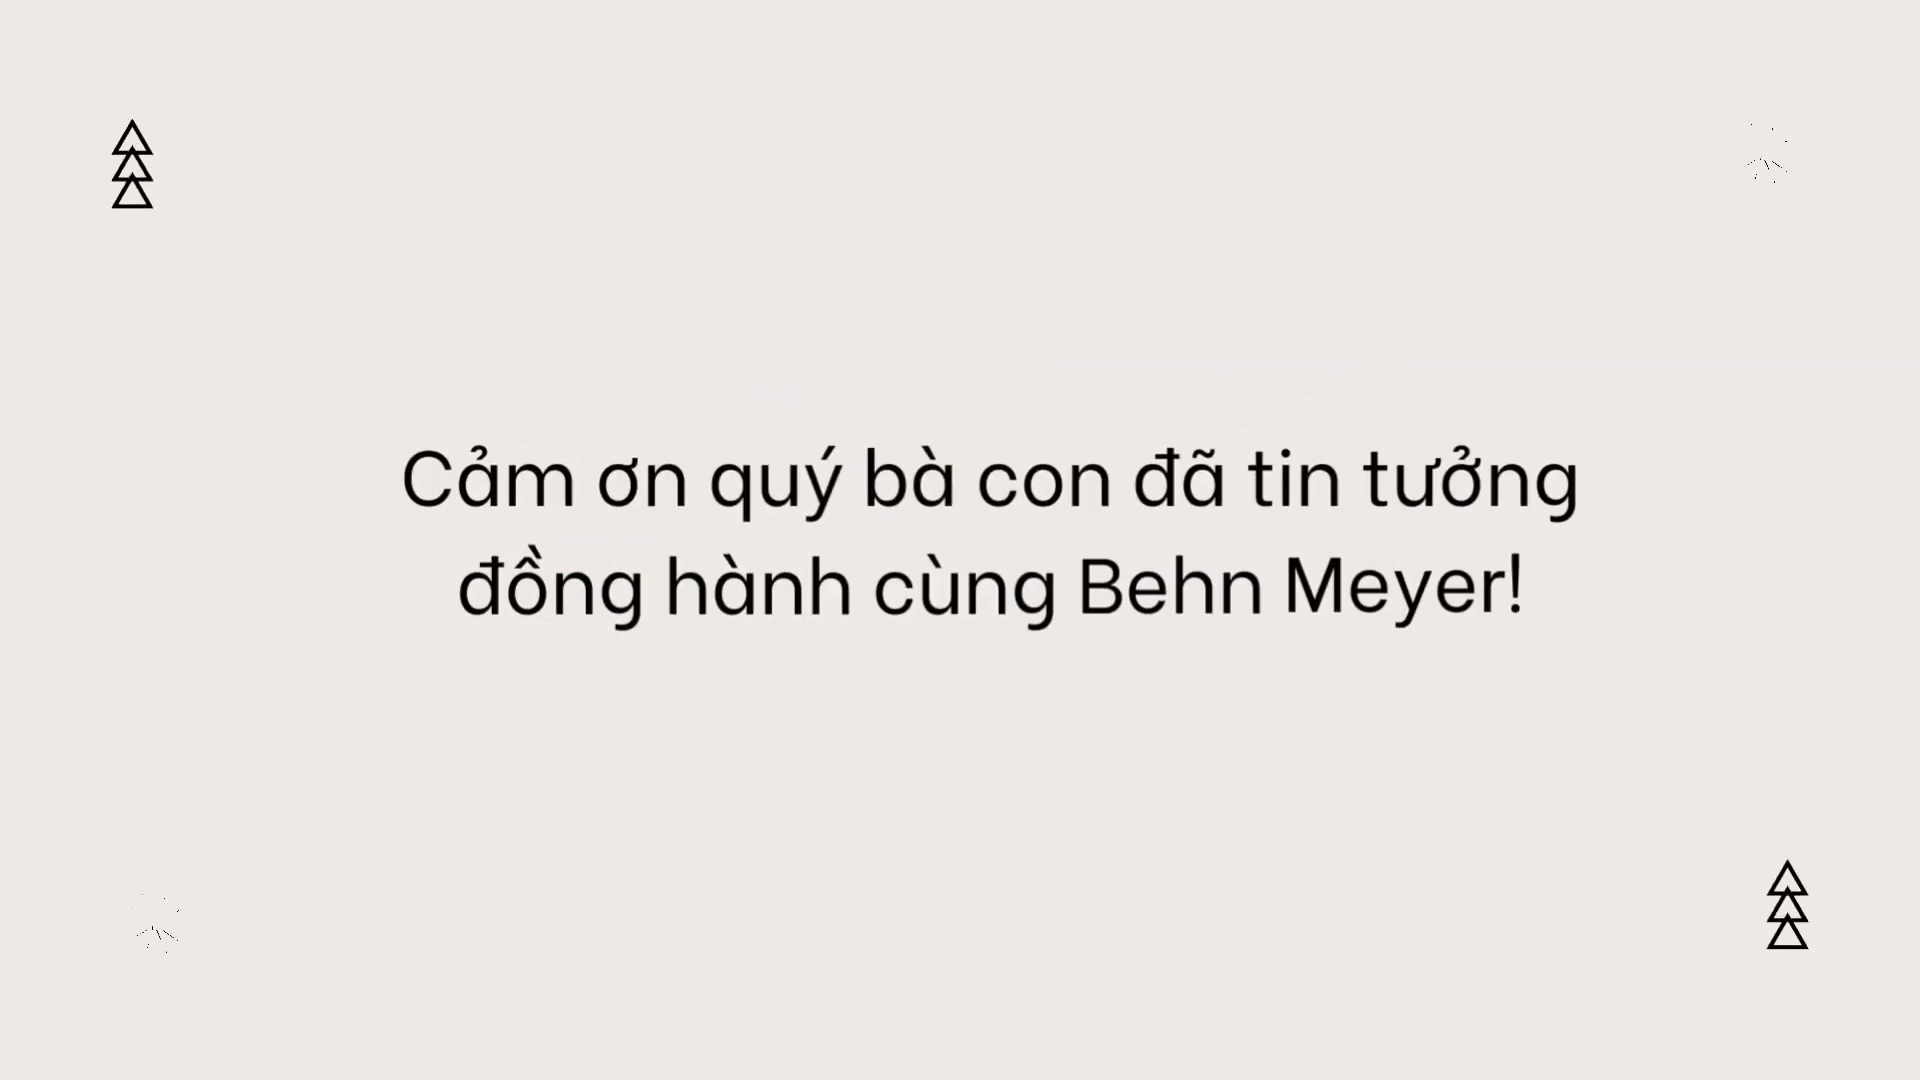 Cảm ơn quý bà con đã tin tưởng
đồng hành cùng Behn Meyer!